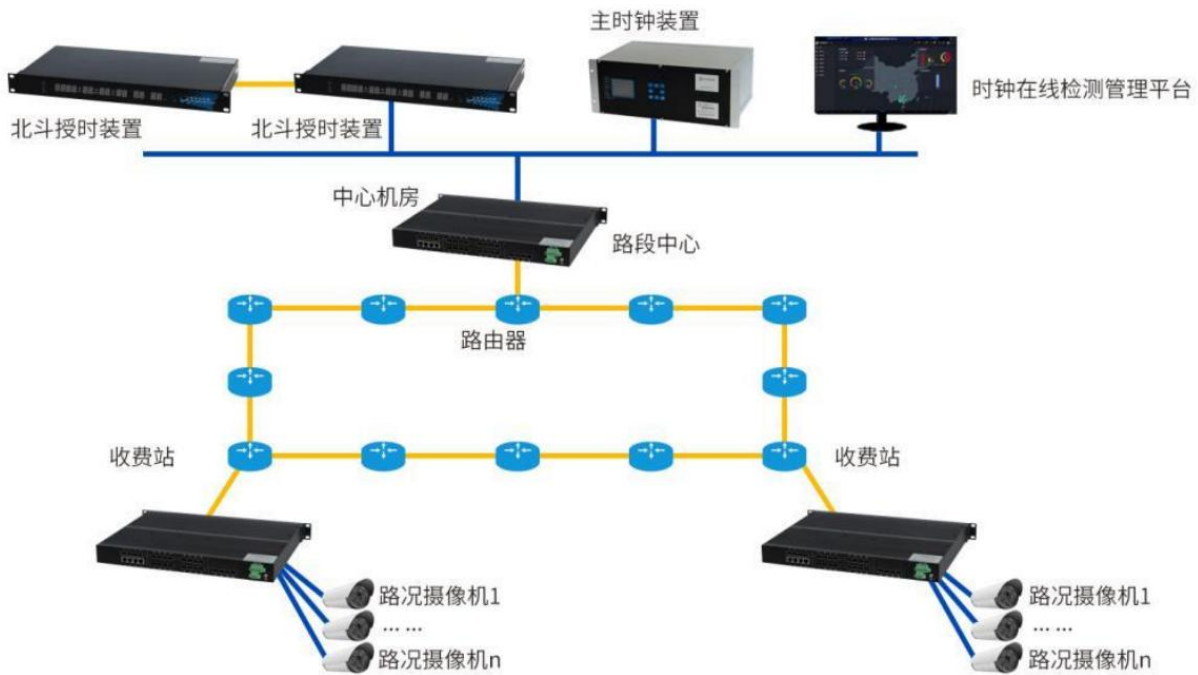 主时钟装置
时钟在线检测管理平台
北斗授时装置
北斗授时装置
中心机房
路段中心
路由器
收费站
收费站
路况摄像机1
... ...
路况摄像机n
路况摄像机1
... ...
路况摄像机n